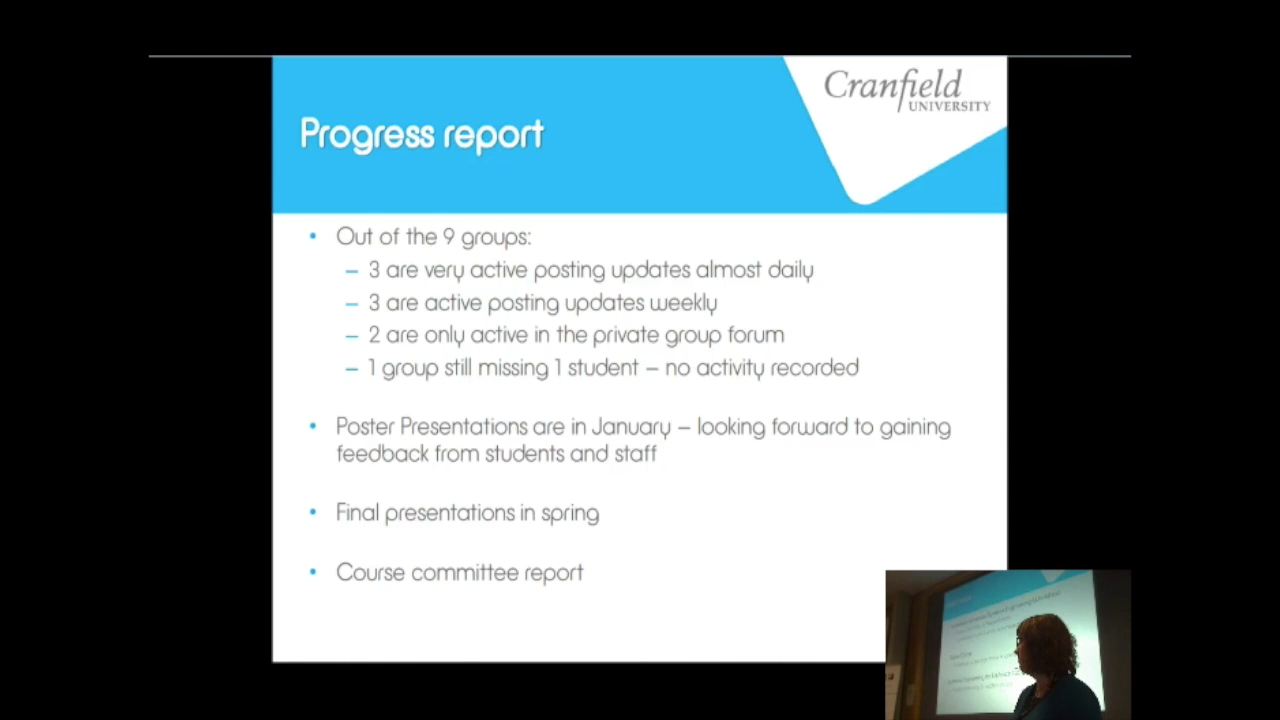 Cranfield
UNIVERSITY
Progress report
• Out of the 9 groups:
– 3 are very active posting updates almost daily
– 3 are active posting updates weekly
– 2 are only active in the private group forum
– 1 group still missing 1 student – no activity recorded
• Poster Presentations are in January – looking forward to gaining
feedback from students and staff
• Final presentations in spring
• Course committee report